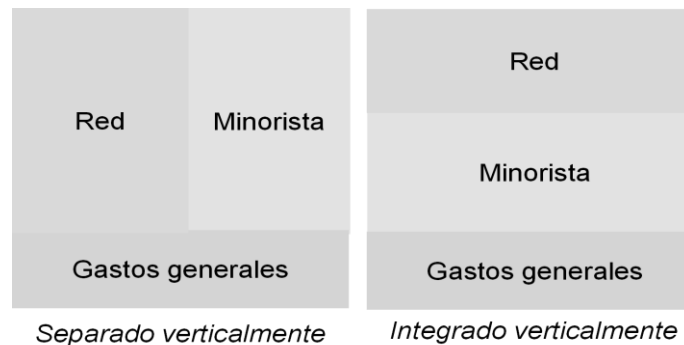 Red
Minorista
Gastos generales
Separado verticalmente
Red
Minorista
Gastos generales
Integrado verticalmente